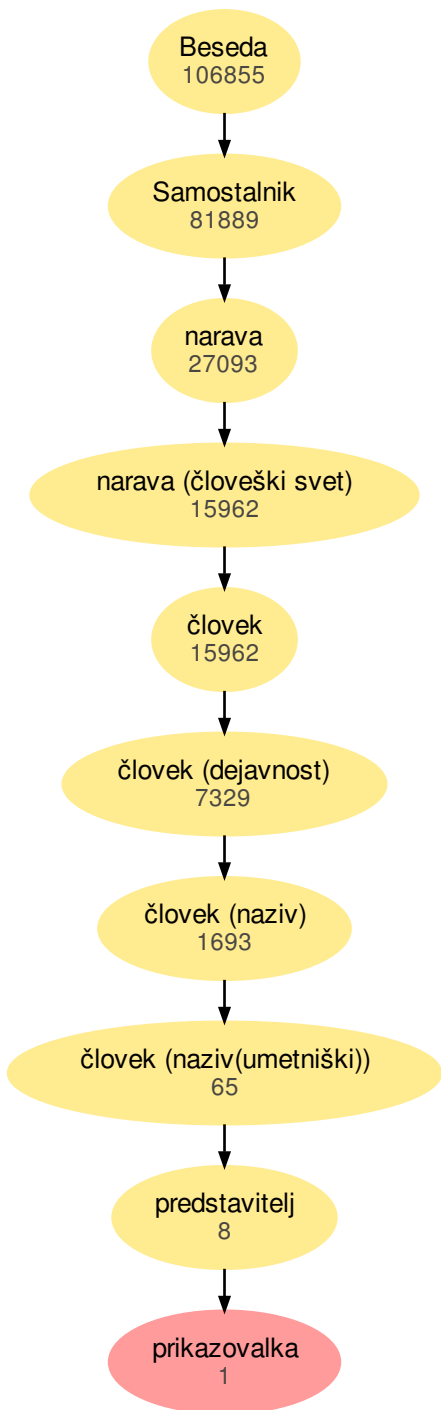 Beseda
106855
Samostalnik
81889
narava
27093
narava (človeški svet)
15962
človek
15962
človek (dejavnost)
7329
človek (naziv)
1693
človek (naziv(umetniški))
65
predstavitelj
8
prikazovalka
1